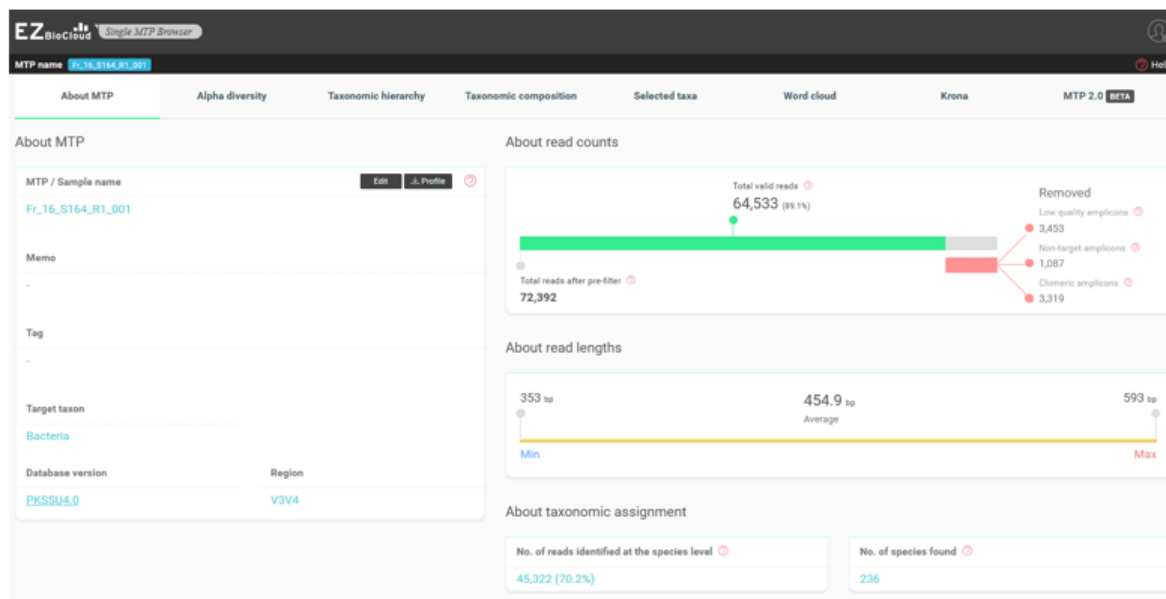 EZBioCloud Single MTP Browser
MTP name Fr_16_S164_R1_001
Hel
About MTP Alpha diversity Taxonomic hierarchy Taxonomic composition Selected taxa Word cloud Krona MTP 2.0 BETA
About MTP
MTP / Sample name Edit Profile
Fr_16_S164_R1_001
Memo
-
Tag
-
Target taxon
Bacteria
Database version Region
PKSSU4.0 V3V4
About read counts
Total valid reads
64,533 (89.1%)
Total reads after pre-filter
72,392
Removed
Low quality amplicons
3,453
Non-target amplicons
1,087
Chimeric amplicons
3,319
About read lengths
353 bp 454.9 bp 593 bp
Average
Min Max
About taxonomic assignment
No. of reads identified at the species level No. of species found
45,322 (70.2%) 236